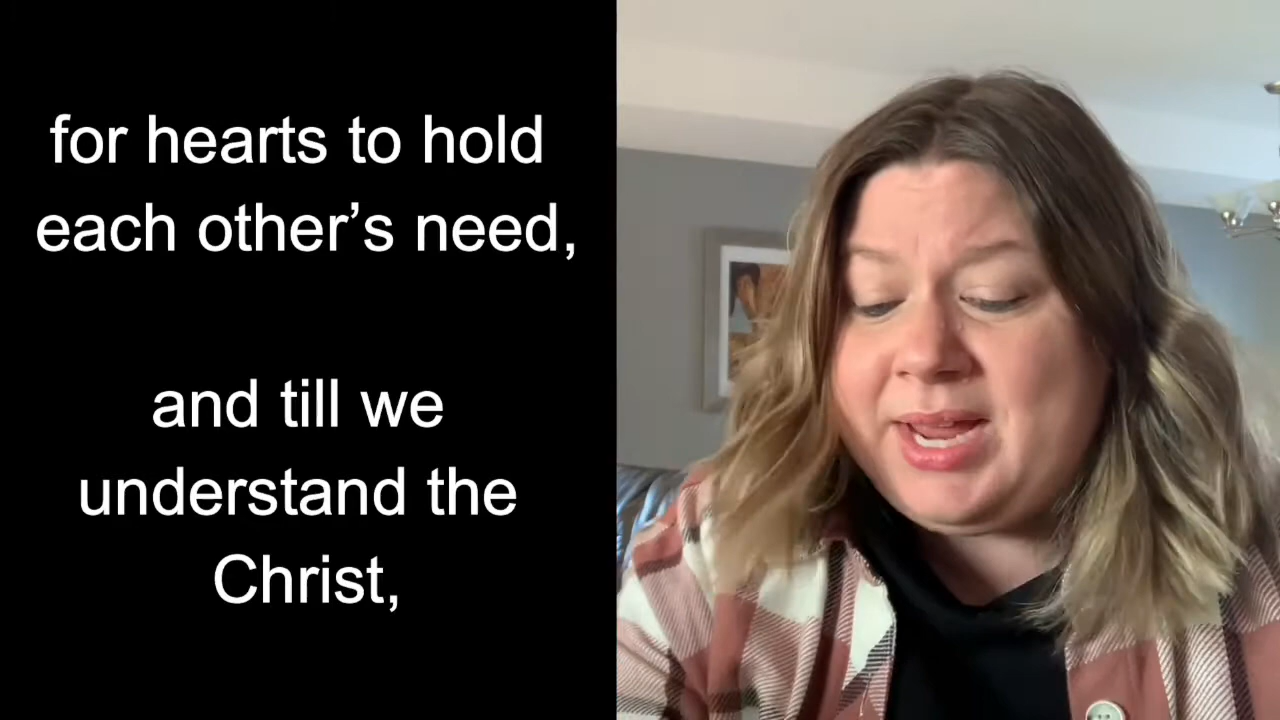 for hearts to hold
each other’s need,
and till we
understand the
Christ,